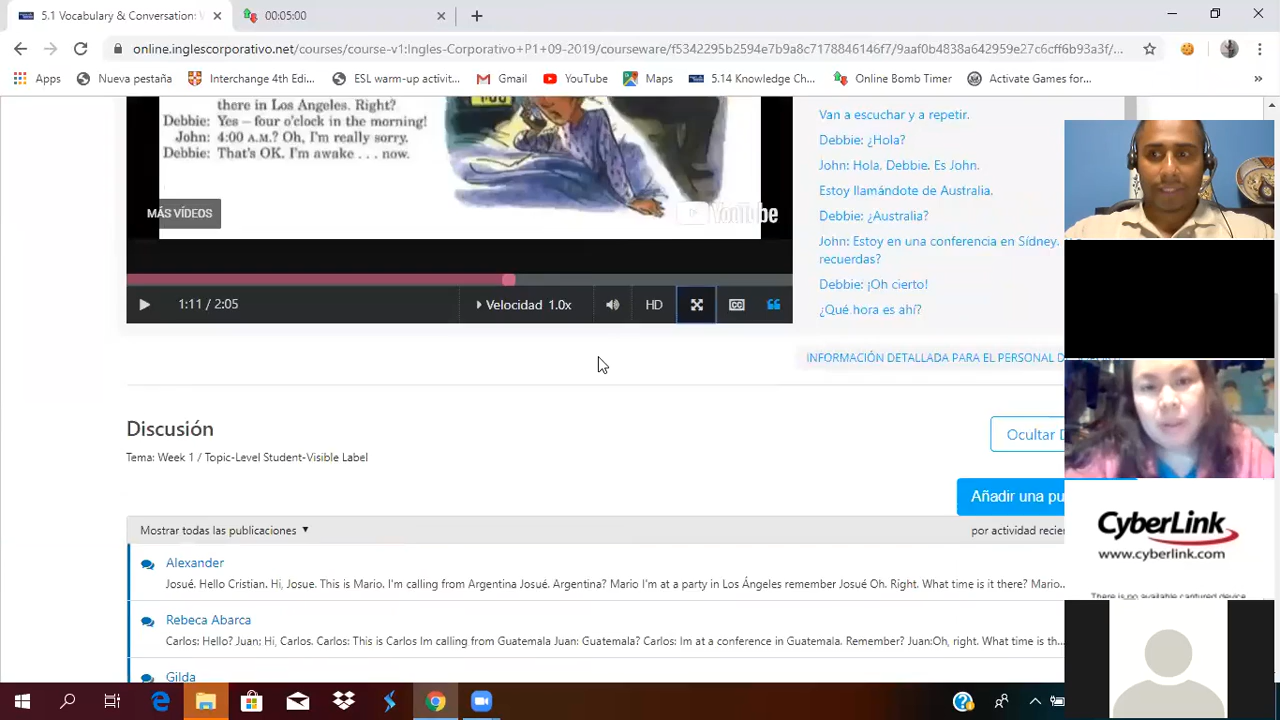 5.1 Vocabulary & Conversation:
00:05:00
online.inglescorporativo.net/courses/course-v1:Ingles-Corporativo+P1+09-2019/courseware/f5342295b2594e7b9a8c7178846146f7/9aaf0b4838a642959e27c6cff6b93a3f/...
Apps
Nueva pestaña
Interchange 4th Edi...
ESL warm-up activit...
Gmail
YouTube
Maps
5.14 Knowledge Ch...
Online Bomb Timer
Activate Games for...
»
there in Los Angeles. Right?
Debbie: Yes – four o'clock in the morning!
John: 4:00 A.M.? Oh, I'm really sorry.
Debbie: That's OK. I'm awake . . . now.
MÁS VÍDEOS
YouTube
1:11 / 2:05
Velocidad 1.0x
HD
Van a escuchar y a repetir.
Debbie: ¿Hola?
John: Hola, Debbie. Es John.
Estoy llamándote de Australia.
Debbie: ¿Australia?
John: Estoy en una conferencia en Sídney.
recuerdas?
Debbie: ¡Oh cierto!
¿Qué hora es ahí?
INFORMACIÓN DETALLADA PARA EL PERSONAL D
Discusión
Tema: Week 1 / Topic-Level Student-Visible Label
Ocultar D
Añadir una pu
Mostrar todas las publicaciones
por actividad recien
Alexander
Josué. Hello Cristian. Hi, Josue. This is Mario. I'm calling from Argentina Josué. Argentina? Mario I'm at a party in Los Ángeles remember Josué Oh. Right. What time is it there? Mario...
Rebeca Abarca
Carlos: Hello? Juan: Hi, Carlos. Carlos: This is Carlos Im calling from Guatemala Juan: Guatemala? Carlos: Im at a conference in Guatemala. Remember? Juan:Oh, right. What time is th...
Gilda
CyberLink
www.cyberlink.com
There is no available captured device